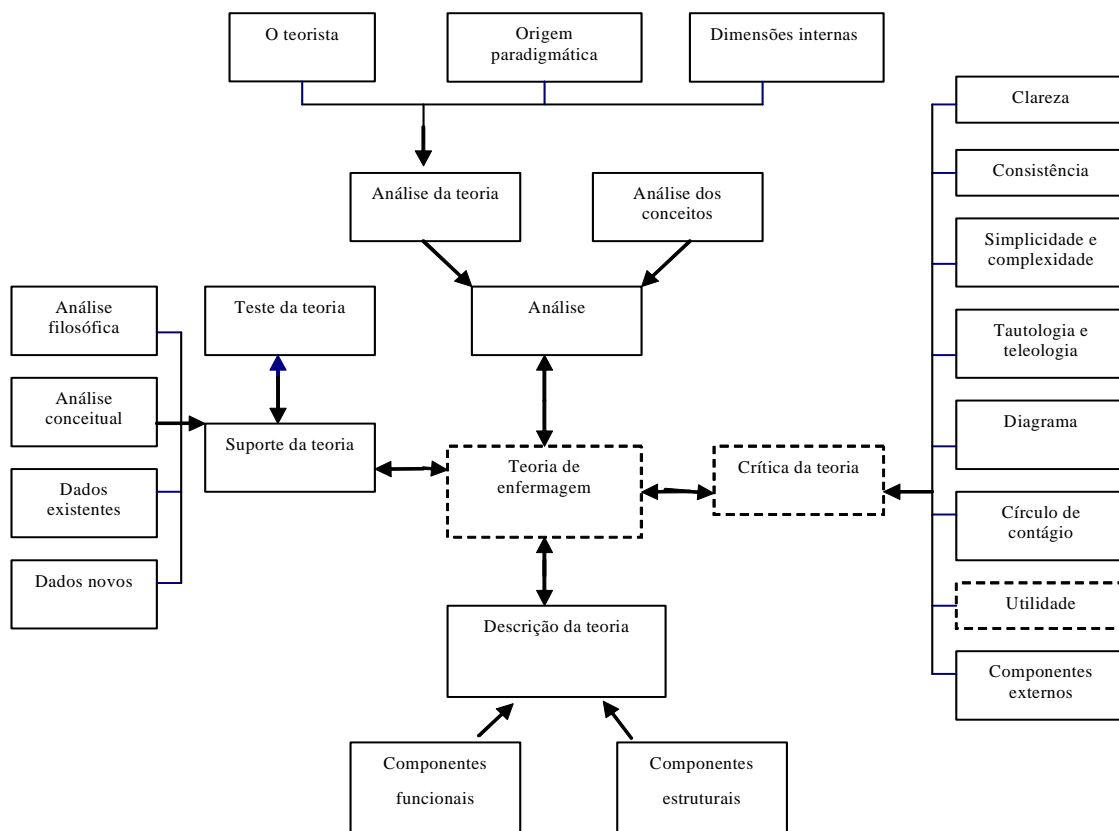 O teorista
Origem
paradigmática
Dimensões internas
Clareza
Consistência
Análise da teoria
Análise dos
conceitos
Simplicidade e
complexidade
Análise
filosófica
Teste da teoria
Análise
Tautologia e
teleologia
Análise
conceitual
Suporte da teoria
Teoria de
enfermagem
Crítica da teoria
Diagrama
Dados
existentes
Círculo de
contágio
Dados novos
Descrição da teoria
Utilidade
Componentes
externos
Componentes
funcionais
Componentes
estruturais